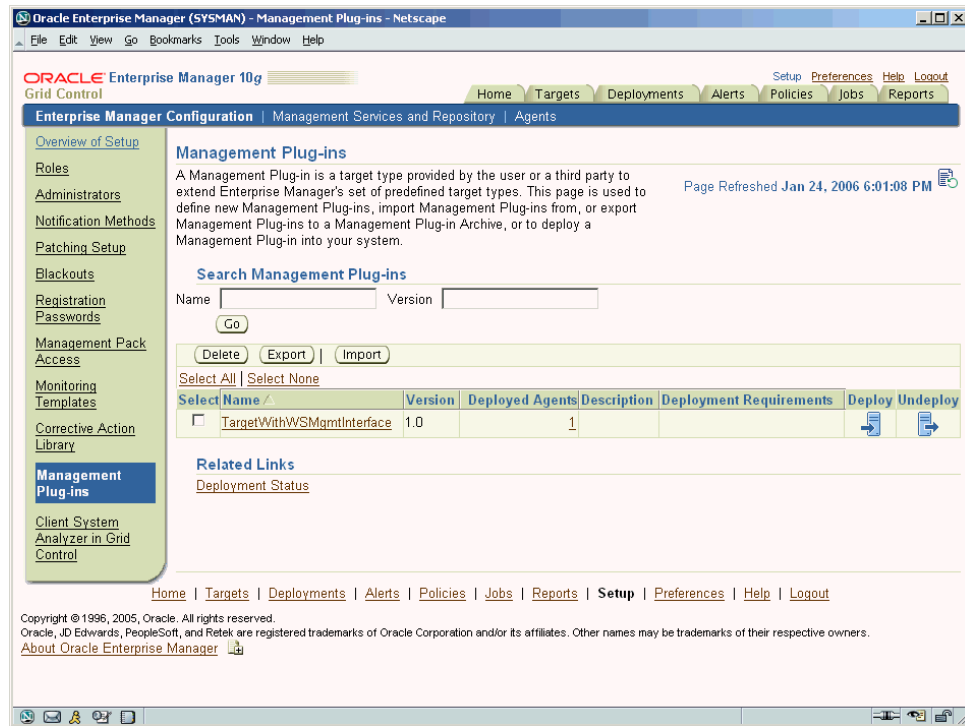 Oracle Enterprise Manager (SYSMAN) - Management Plug-ins - Netscape
File Edit View Go Bookmarks Tools Window Help
ORACLE Enterprise Manager 10g
Grid Control
Setup Preferences Help Logout
Home Targets Deployments Alerts Policies Jobs Reports
Enterprise Manager Configuration | Management Services and Repository | Agents
Overview of Setup
Roles
Administrators
Notification Methods
Patching Setup
Blackouts
Registration
Passwords
Management Pack
Access
Monitoring
Templates
Corrective Action
Library
Management
Plug-ins
Client System
Analyzer in Grid
Control
Management Plug-ins
A Management Plug-in is a target type provided by the user or a third party to
extend Enterprise Manager's set of predefined target types. This page is used to
define new Management Plug-ins, import Management Plug-ins from, or export
Management Plug-ins to a Management Plug-in Archive, or to deploy a
Management Plug-in into your system.
Page Refreshed Jan 24, 2006 6:01:08 PM
Search Management Plug-ins
Name Version
Go
Delete Export | Import
Select All | Select None
Select Name Version Deployed Agents Description Deployment Requirements Deploy Undeploy
TargetWithWSMgmtInterface 1.0 1
Related Links
Deployment Status
Home | Targets | Deployments | Alerts | Policies | Jobs | Reports | Setup | Preferences | Help | Logout
Copyright © 1996, 2005, Oracle. All rights reserved.
Oracle, JD Edwards, PeopleSoft, and Retek are registered trademarks of Oracle Corporation and/or its affiliates. Other names may be trademarks of their respective owners.
About Oracle Enterprise Manager